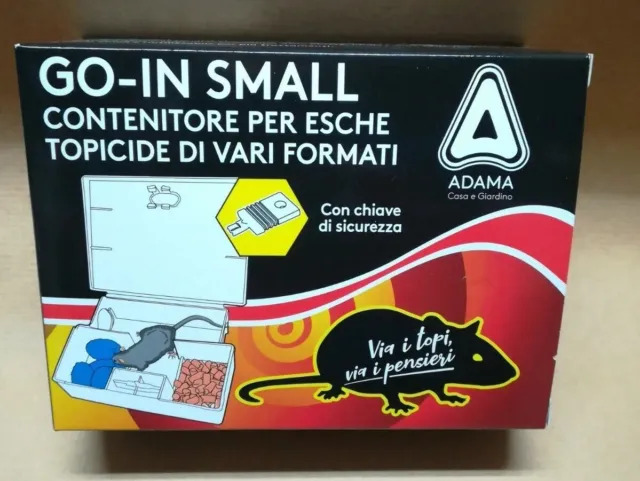 GO-IN SMALL
CONTENITORE PER ESCHE
TOPICIDE DI VARI FORMATI
ADAMA
Casa e Giardino
Con chiave
di sicurezza
Via i topi,
via i pensieri